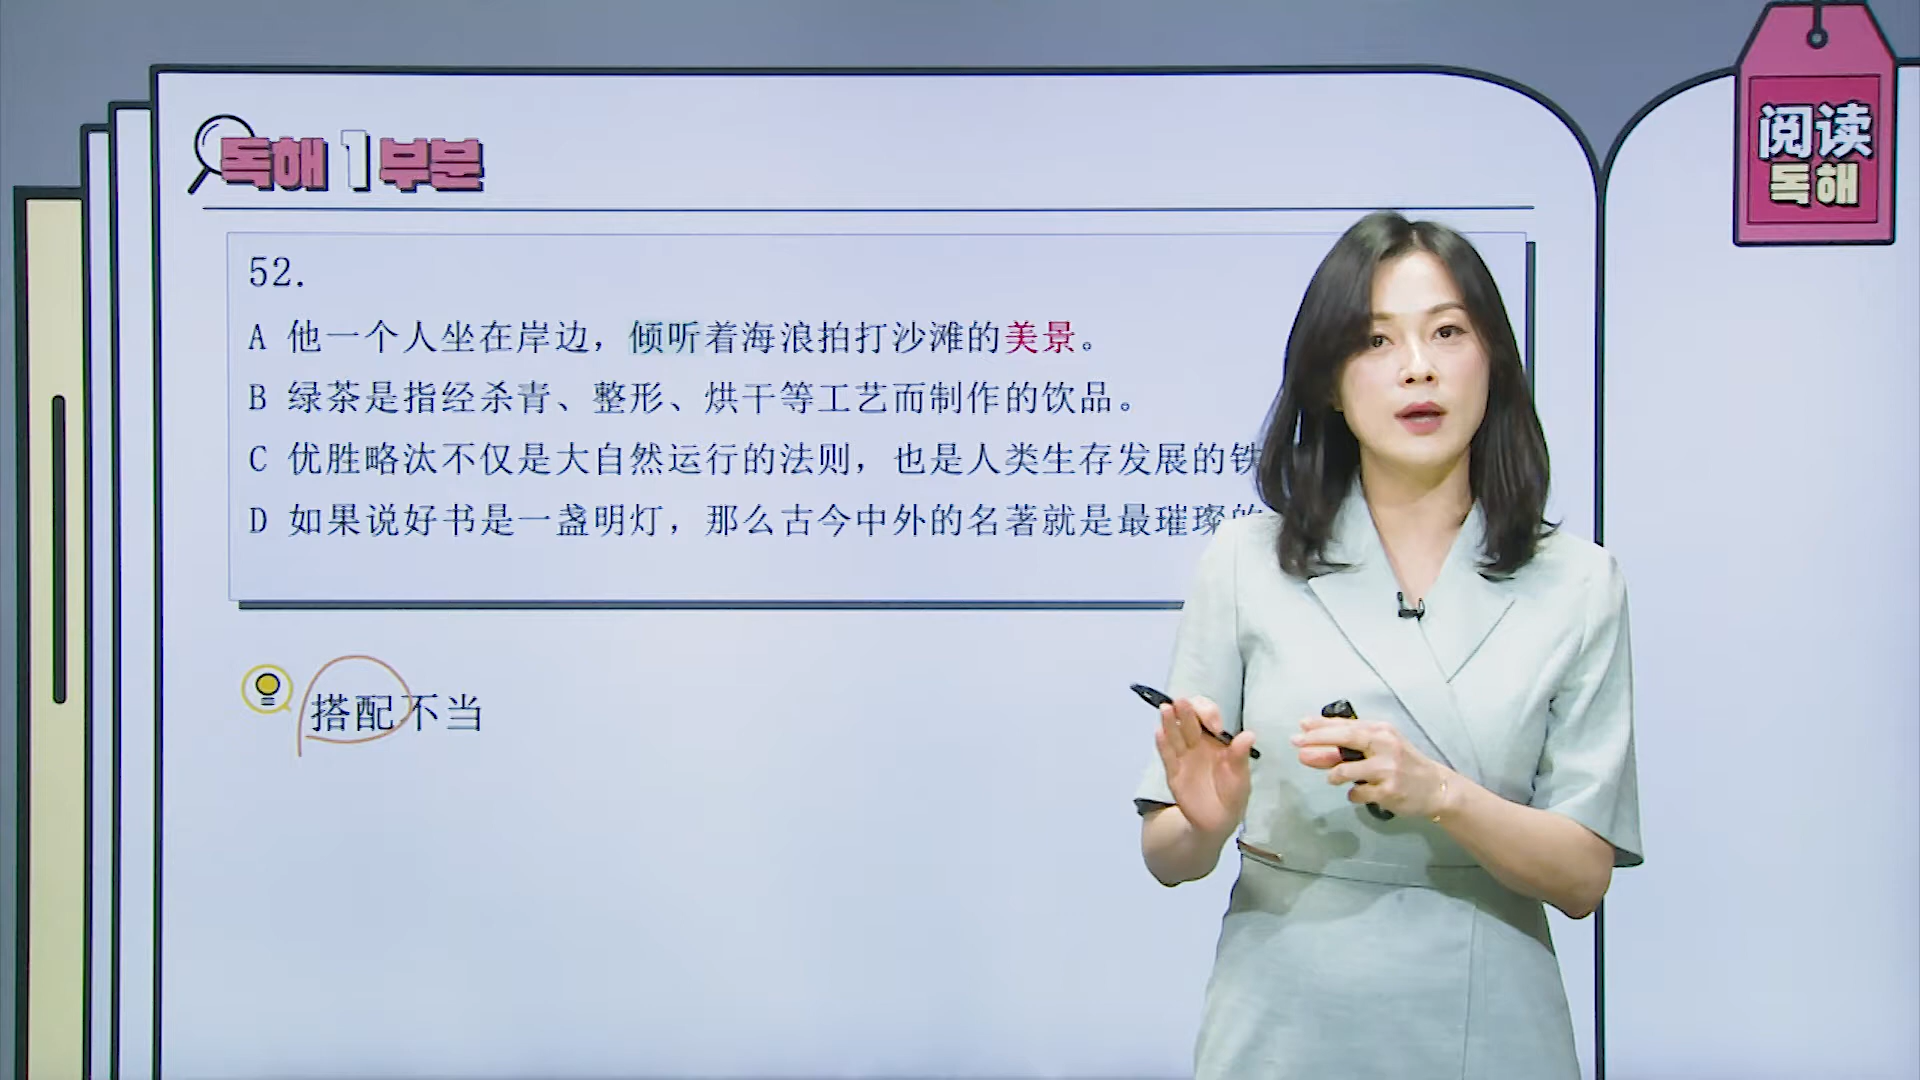 독해 1 부분
阅读
독해
52.
A 他一个人坐在岸边，倾听着海浪拍打沙滩的美景。
B 绿茶是指经杀青、整形、烘干等工艺而制作的饮品。
C 优胜略汰不仅是大自然运行的法则，也是人类生存发展的铁
D 如果说好书是一盏明灯，那么古今中外的名著就是最璀璨的
搭配不当